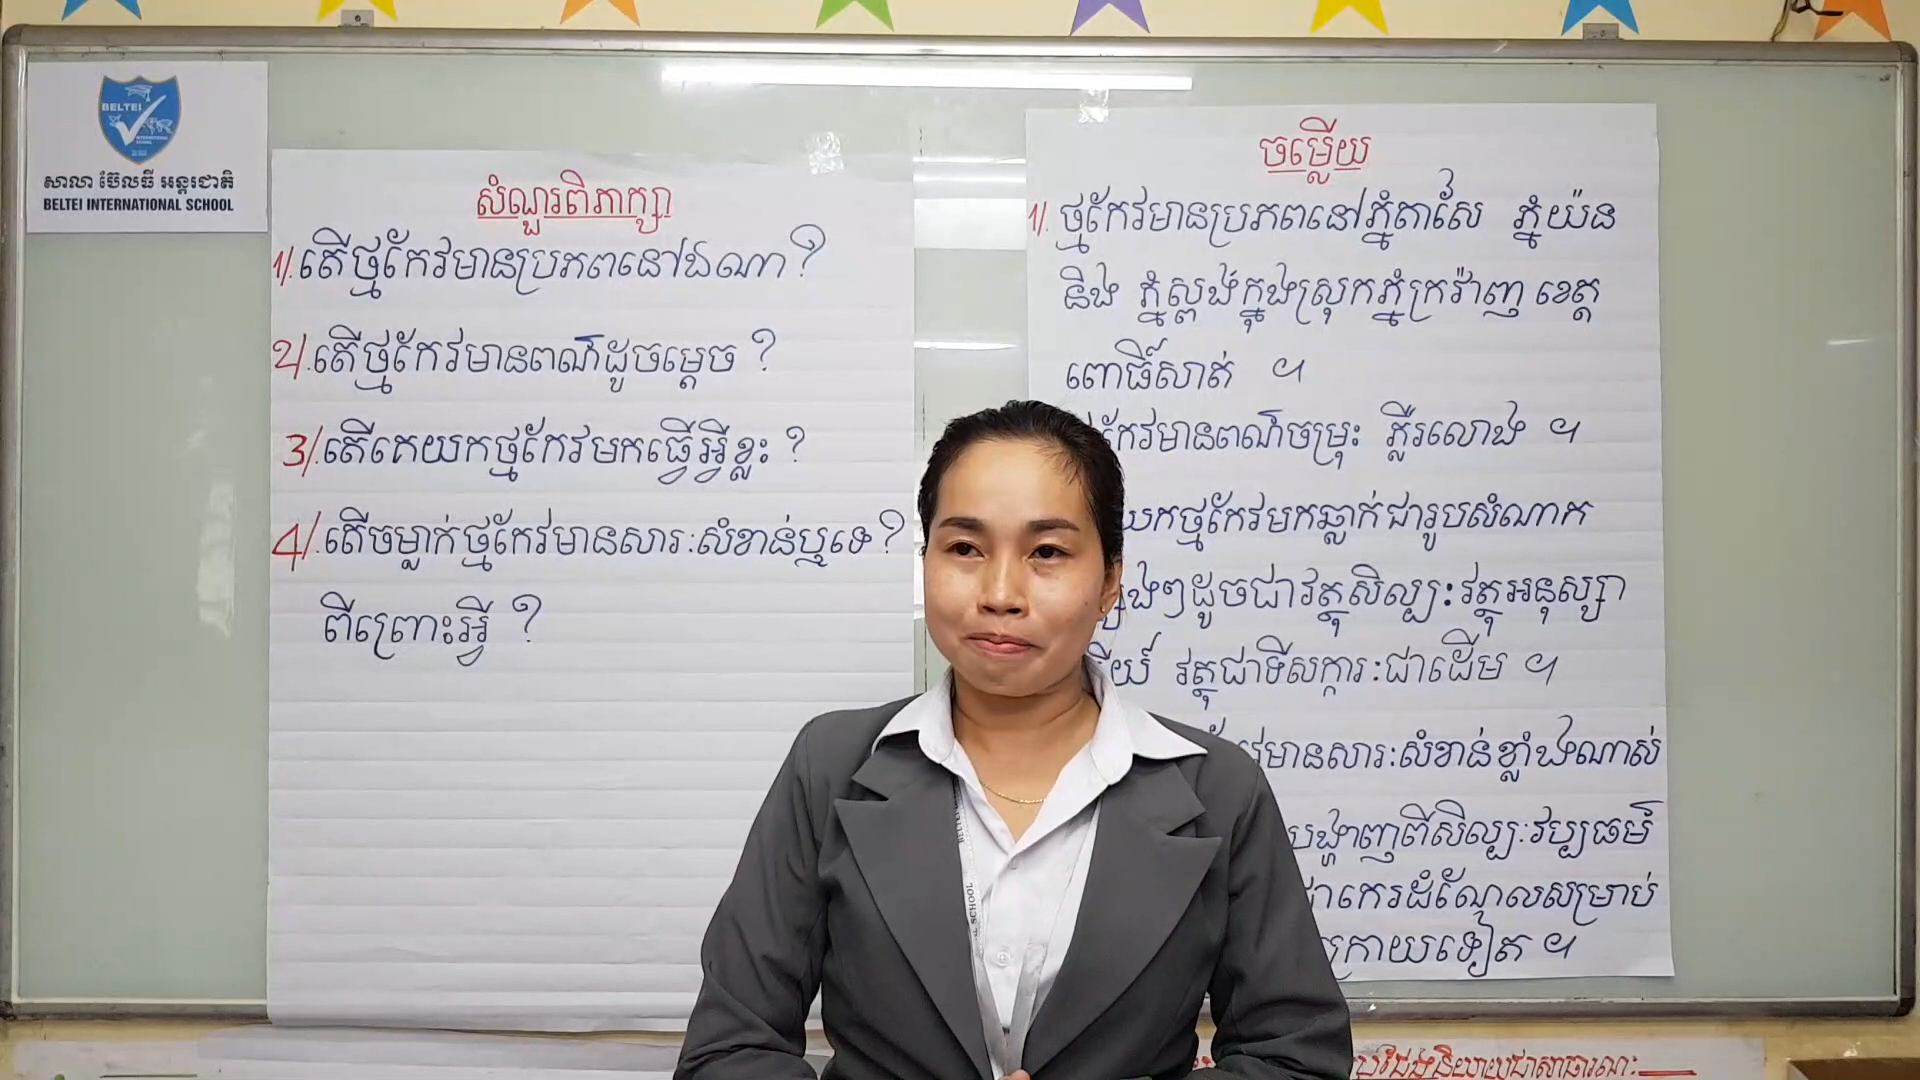 BELTEI
INTERNATIONAL
SCHOOL
សាលា ប៊ែលធី អន្តរជាតិ
BELTEI INTERNATIONAL SCHOOL
សំណួរពិភាក្សា
1/.តើថ្មកែវមានប្រភពនៅឯណា?
2/.តើថ្មកែវមានពណ៌ដូចម្តេច ?
3/.តើគេយកថ្មកែវមកធ្វើអ្វីខ្លះ ?
4/.តើចម្លាក់ថ្មកែវមានសារៈសំខាន់ឬទេ?
ពីព្រោះអ្វី ?
ចម្លើយ
1/. ថ្មកែវមានប្រភពនៅភ្នំតាសែ ភ្នំយ៉ន
និង ភ្នំស្ពង់ក្នុងស្រុកភ្នំក្រវ៉ាញ ខេត្ត
ពោធិ៍សាត់ ។
កែវមានពណ៌ចម្រុះ ភ្លឺរលោង ។
យកថ្មកែវមកឆ្លាក់ជារូបសំណាក
ៗដូចជាវត្ថុសិល្បៈ វត្ថុអនុស្សា
វត្ថុជាទីសក្ការៈជាដើម ។
មានសារៈសំខាន់ខ្លាំងណាស់
បង្ហាញពីសិល្បៈវប្បធម៌
ជាកេរដំណែលសម្រាប់
ក្រោយទៀត ។
SCHOOL
និយាយជាសាធារណៈ